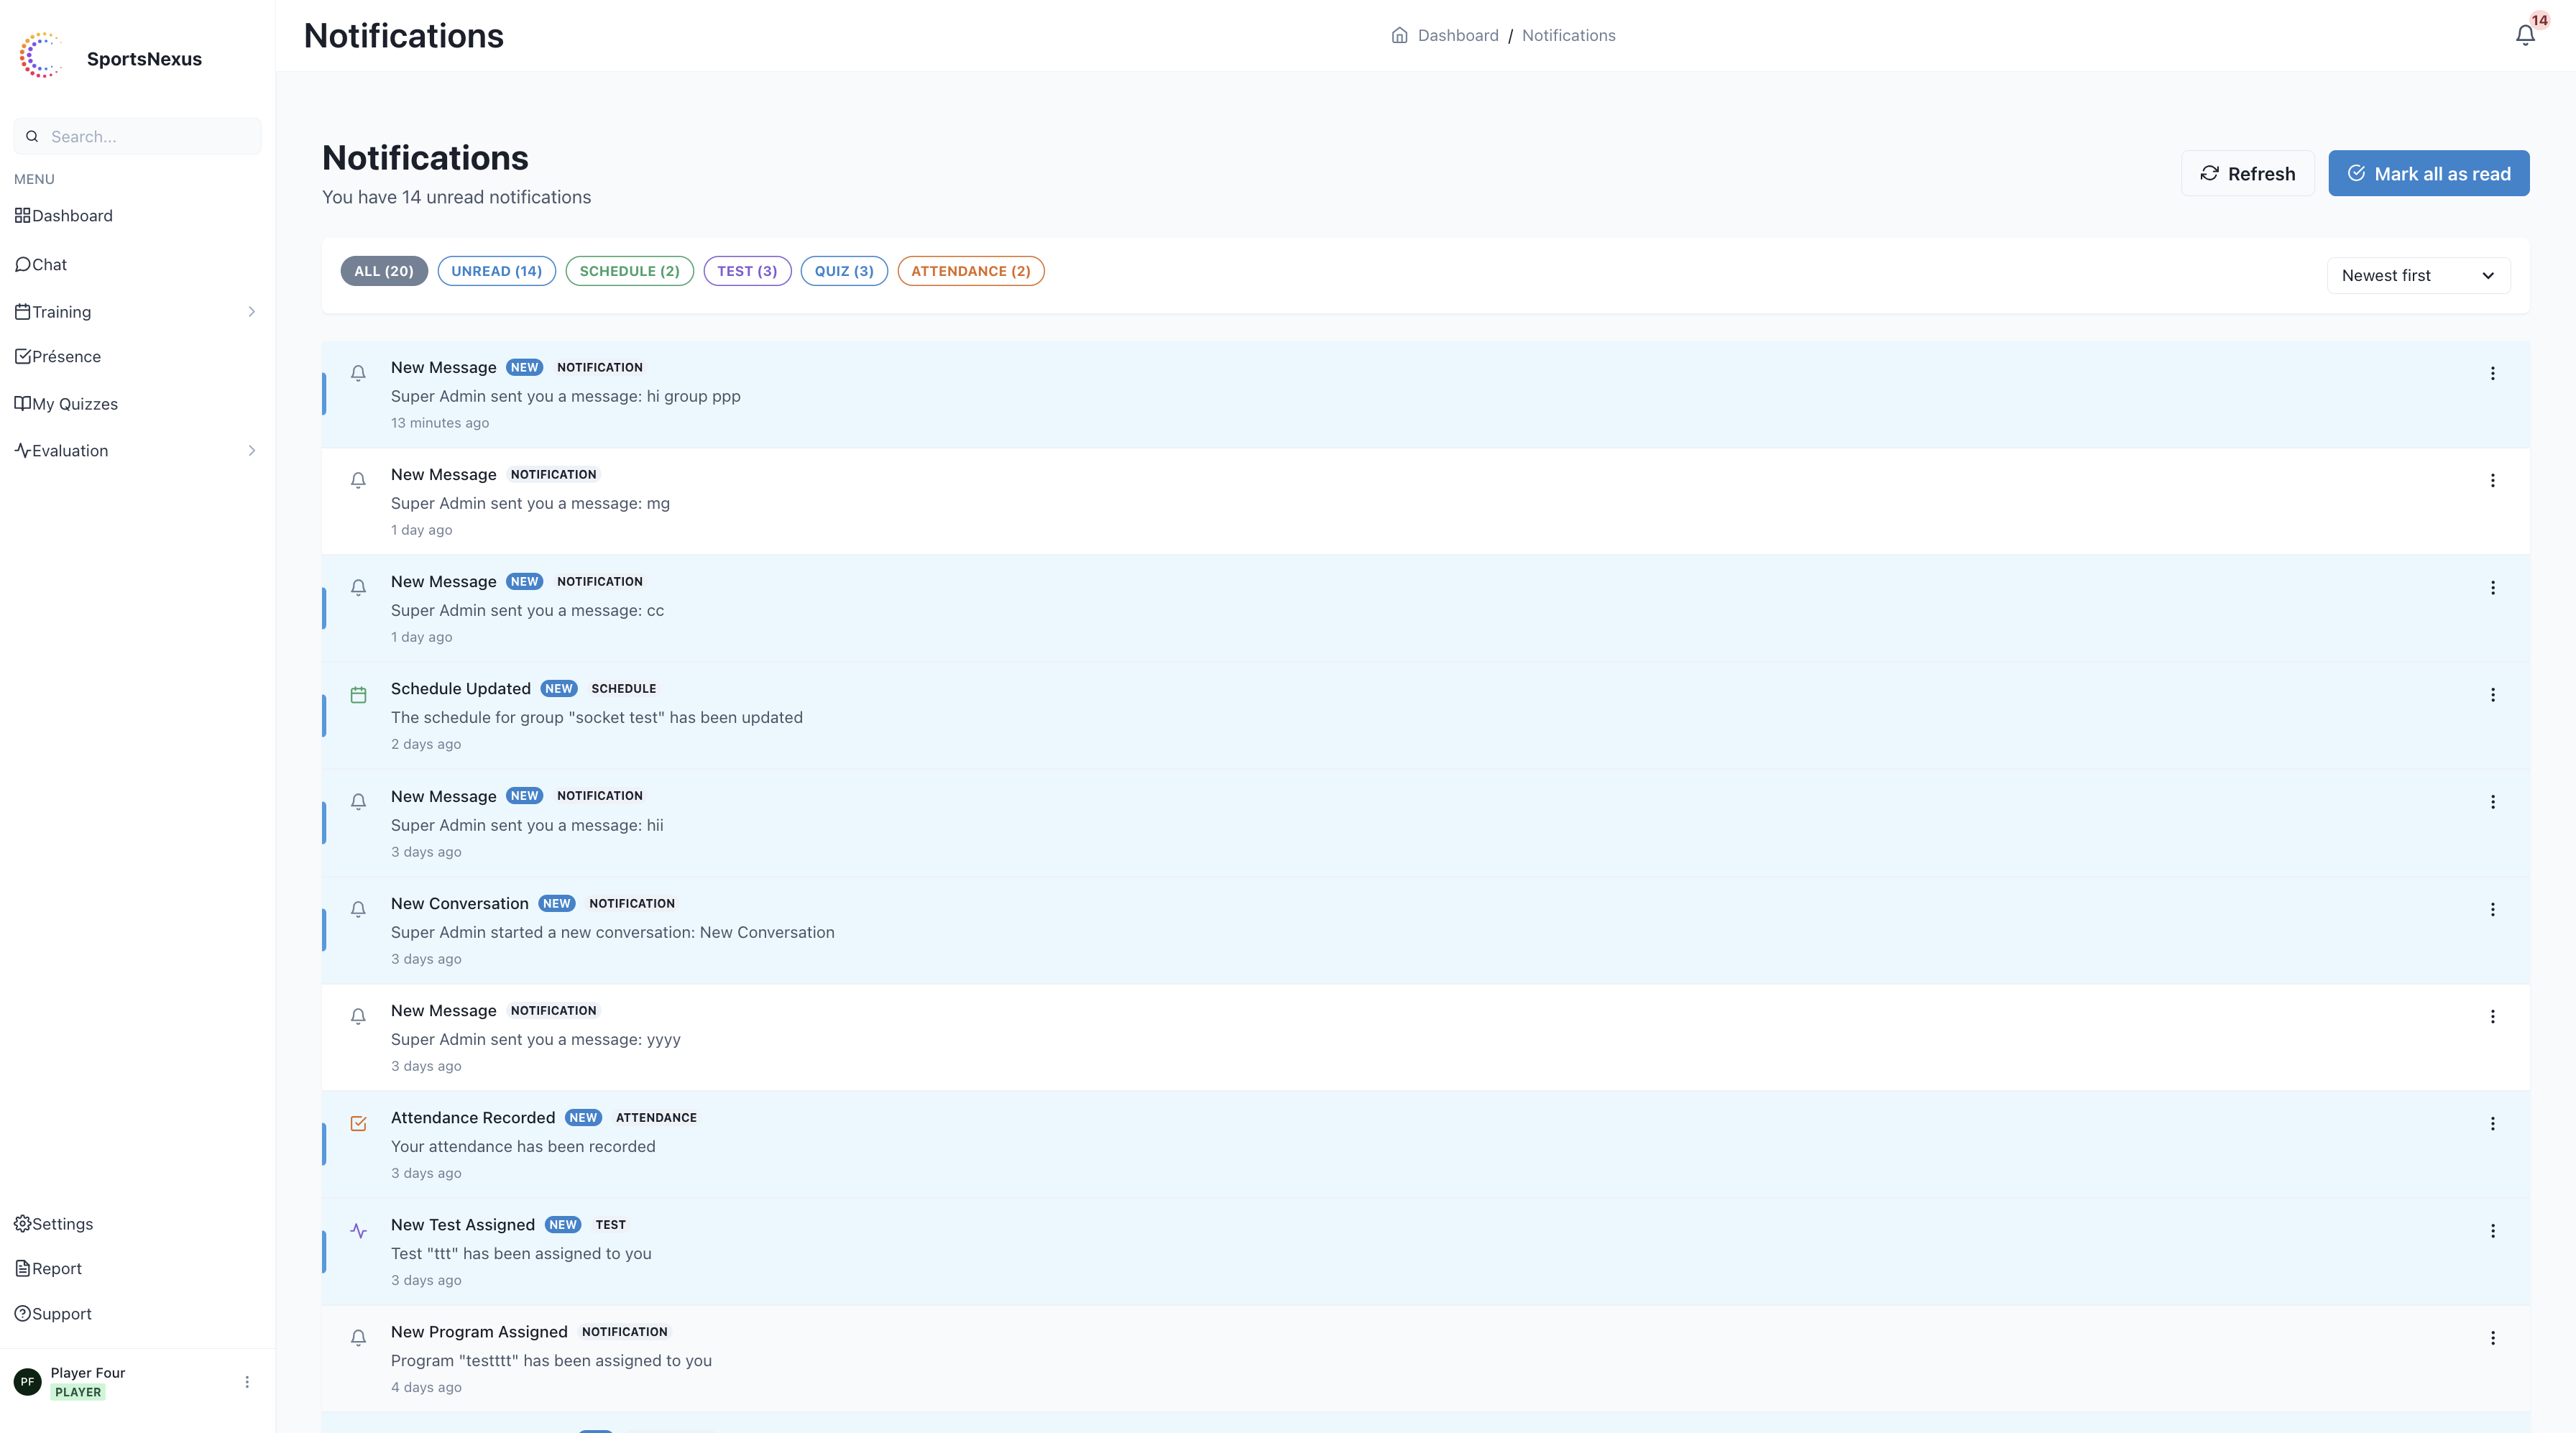 SportsNexus
Search...
MENU
Dashboard
Chat
Training
Présence
My Quizzes
Evaluation
Settings
Report
Support
PF
Player Four
PLAYER
Notifications
Dashboard / Notifications
14
Notifications
You have 14 unread notifications
Refresh
Mark all as read
ALL (20) UNREAD (14) SCHEDULE (2) TEST (3) QUIZ (3) ATTENDANCE (2)
Newest first
New Message NEW NOTIFICATION
Super Admin sent you a message: hi group ppp
13 minutes ago
New Message NOTIFICATION
Super Admin sent you a message: mg
1 day ago
New Message NEW NOTIFICATION
Super Admin sent you a message: cc
1 day ago
Schedule Updated NEW SCHEDULE
The schedule for group "socket test" has been updated
2 days ago
New Message NEW NOTIFICATION
Super Admin sent you a message: hii
3 days ago
New Conversation NEW NOTIFICATION
Super Admin started a new conversation: New Conversation
3 days ago
New Message NOTIFICATION
Super Admin sent you a message: yyyy
3 days ago
Attendance Recorded NEW ATTENDANCE
Your attendance has been recorded
3 days ago
New Test Assigned NEW TEST
Test "ttt" has been assigned to you
3 days ago
New Program Assigned NOTIFICATION
Program "testttt" has been assigned to you
4 days ago